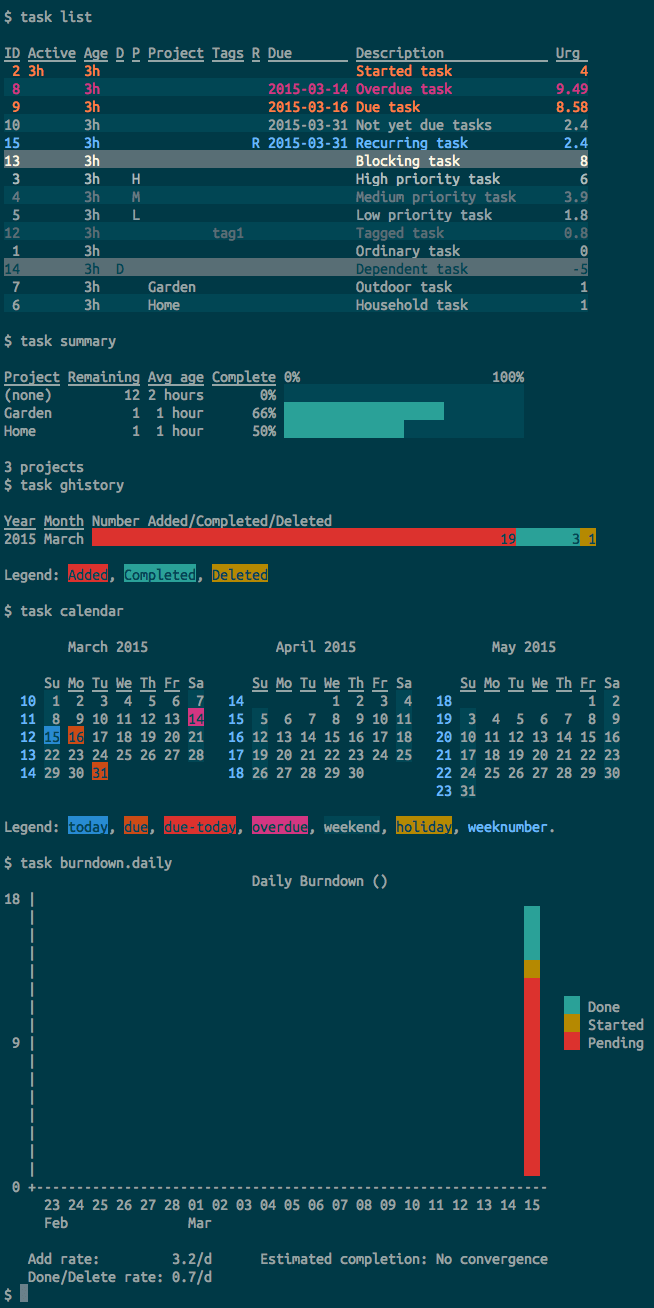 $ task list
ID Active Age D P Project Tags R Due Description Urg
2 3h 3h Started task 4
8 3h 2015-03-14 Overdue task 9.49
9 3h 2015-03-16 Due task 8.58
10 3h 2015-03-31 Not yet due tasks 2.4
15 3h R 2015-03-31 Recurring task 2.4
13 3h Blocking task 8
3 3h H High priority task 6
4 3h M Medium priority task 3.9
5 3h L Low priority task 1.8
12 3h tag1 Tagged task 0.8
1 3h Ordinary task 0
14 3h D Dependent task -5
7 3h Garden Outdoor task 1
6 3h Home Household task 1
$ task summary
Project Remaining Avg age Complete 0% 100%
(none) 12 2 hours 0%
Garden 1 1 hour 66%
Home 1 1 hour 50%
3 projects
$ task ghistory
Year Month Number Added/Completed/Deleted
2015 March 19 3 1
Legend: Added, Completed, Deleted
$ task calendar
March 2015 April 2015 May 2015
Su Mo Tu We Th Fr Sa Su Mo Tu We Th Fr Sa Su Mo Tu We Th Fr Sa
10 1 2 3 4 5 6 7 14 1 2 3 4 18 1 2
11 8 9 10 11 12 13 14 15 5 6 7 8 9 10 11 19 3 4 5 6 7 8 9
12 15 16 17 18 19 20 21 16 12 13 14 15 16 17 18 20 10 11 12 13 14 15 16
13 22 23 24 25 26 27 28 17 19 20 21 22 23 24 25 21 17 18 19 20 21 22 23
14 29 30 31 18 26 27 28 29 30 22 24 25 26 27 28 29 30
23 31
Legend: today, due, due-today, overdue, weekend, holiday, weeknumber.
$ task burndown.daily
Daily Burndown ()
18 |
|
|
|
|
|
| Done
| Started
9 | Pending
|
|
|
|
|
|
|
0 +----------------------------------------------------------------
23 24 25 26 27 28 01 02 03 04 05 06 07 08 09 10 11 12 13 14 15
Feb Mar
Add rate: 3.2/d Estimated completion: No convergence
Done/Delete rate: 0.7/d
$